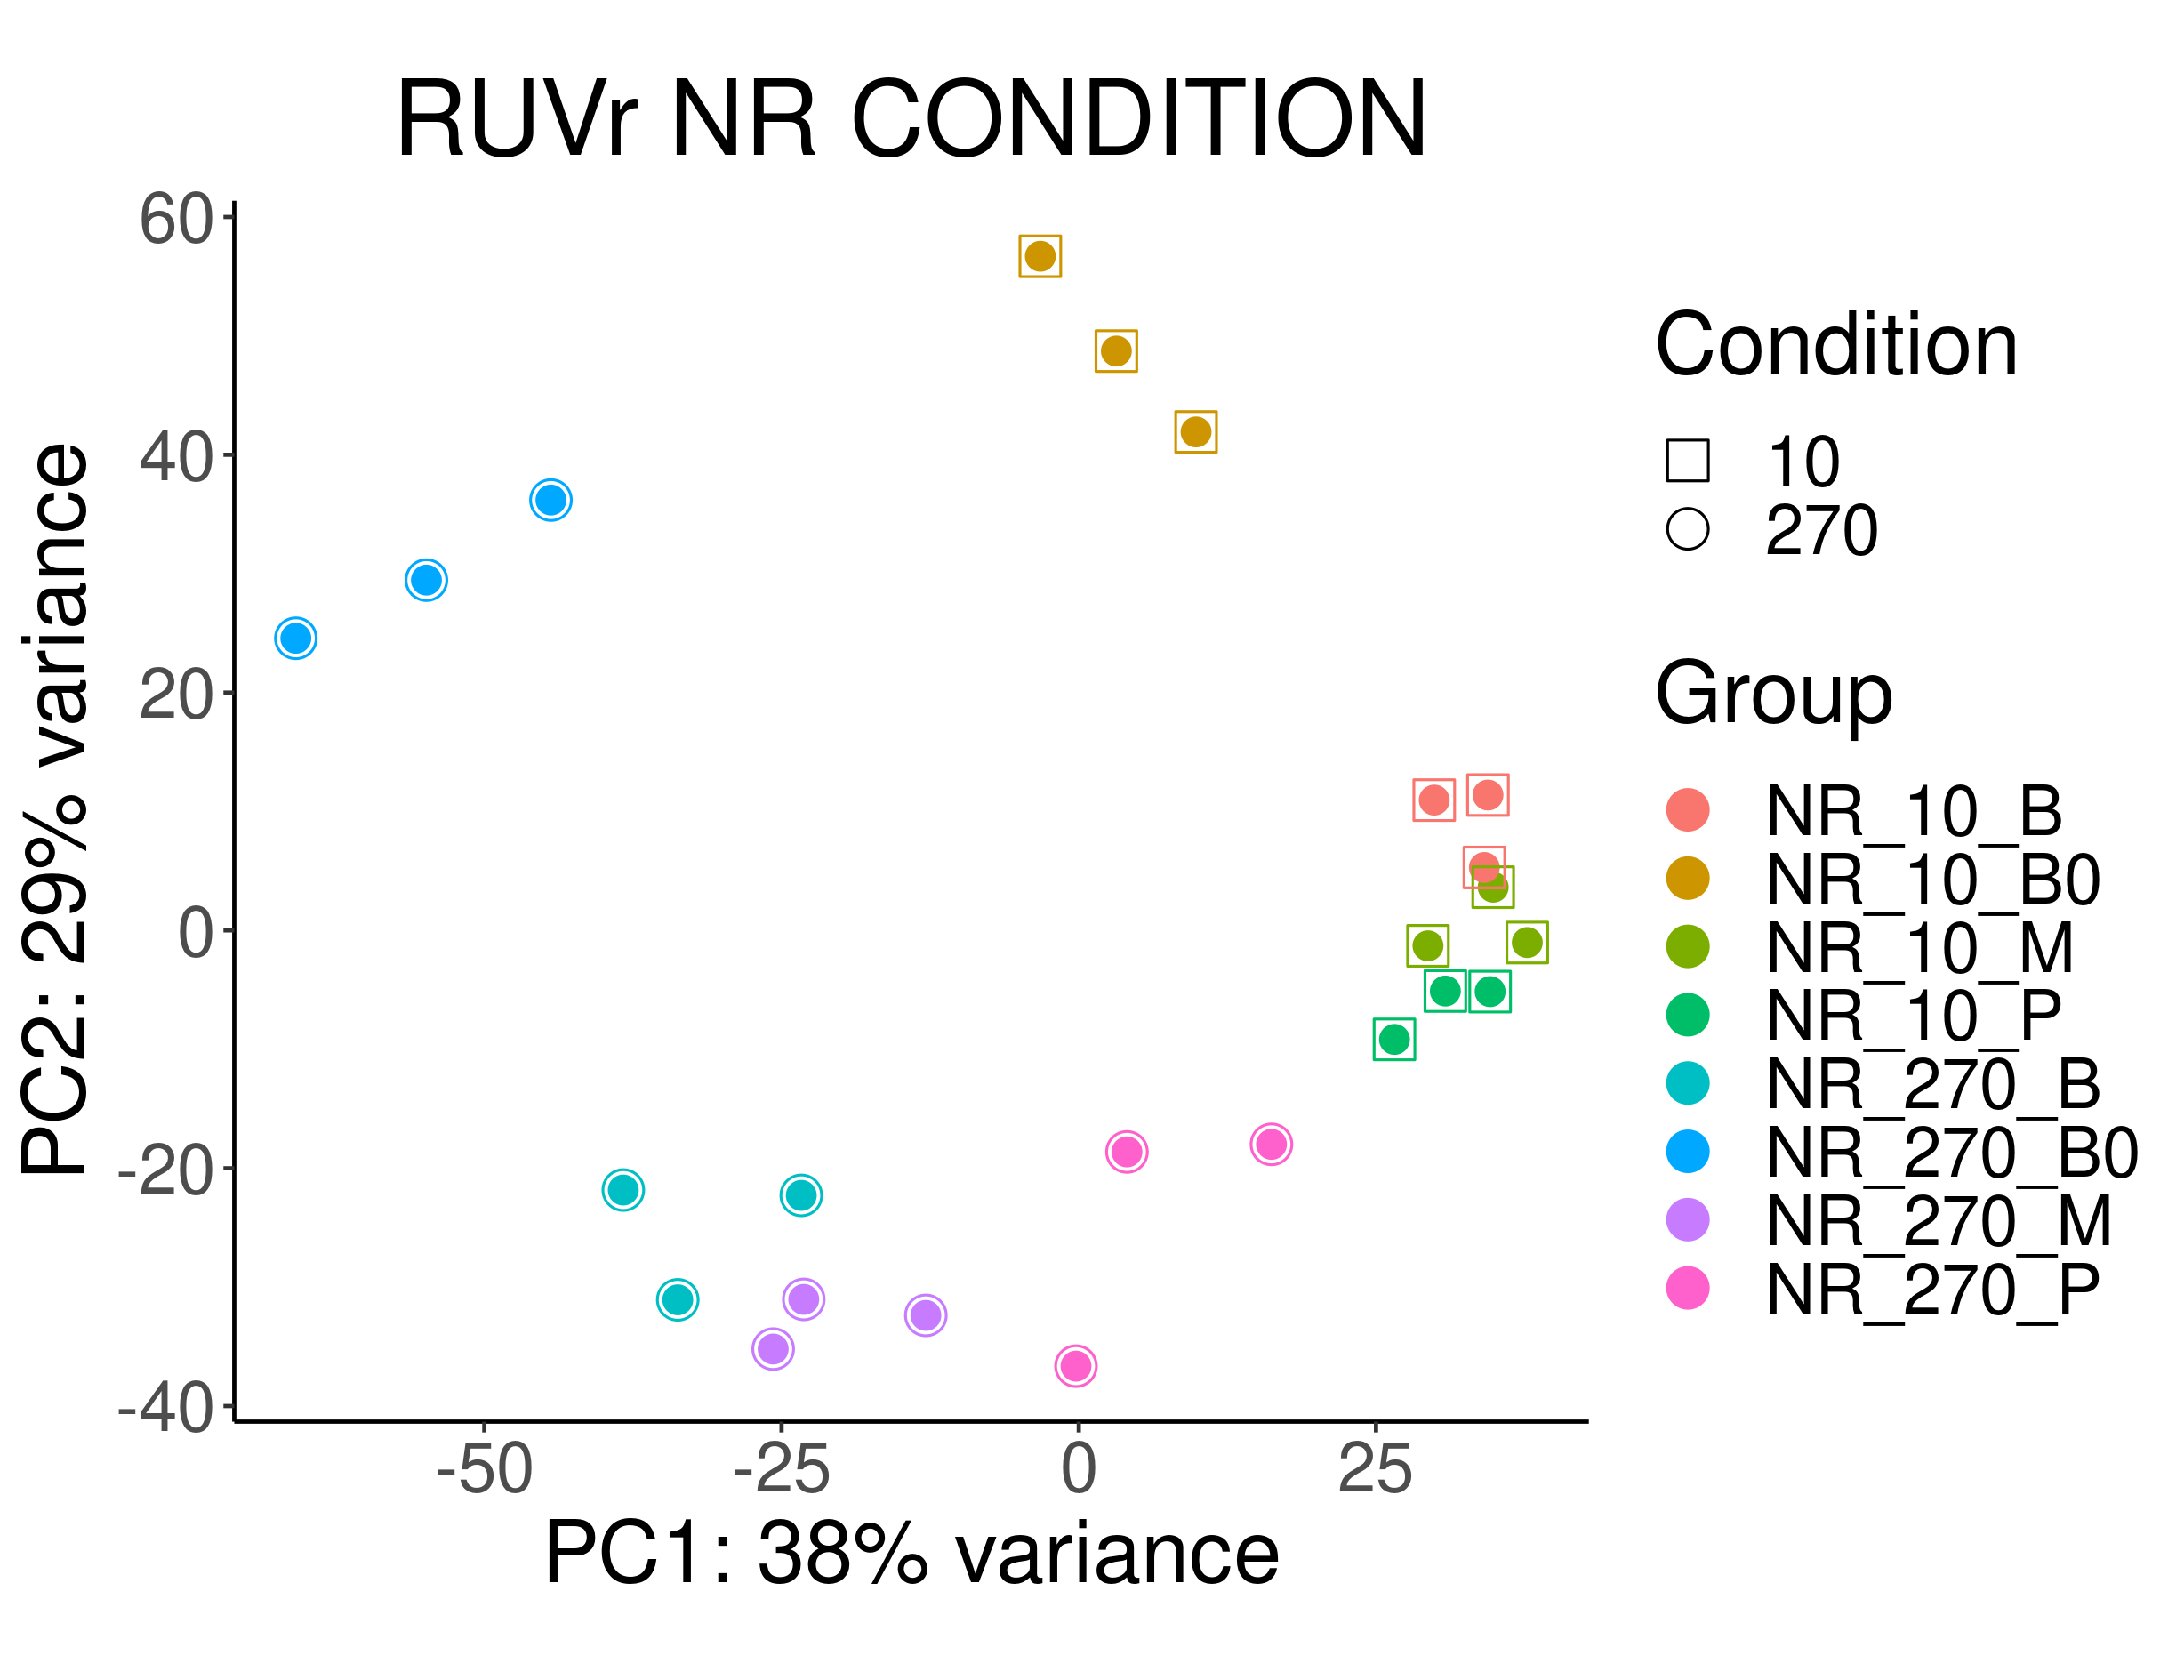 RUVr NR CONDITION
60
40
20
0
-20
-40
PC2: 29% variance
-50
-25
0
25
PC1: 38% variance
Condition
10
270
Group
NR_10_B
NR_10_B0
NR_10_M
NR_10_P
NR_270_B
NR_270_B0
NR_270_M
NR_270_P